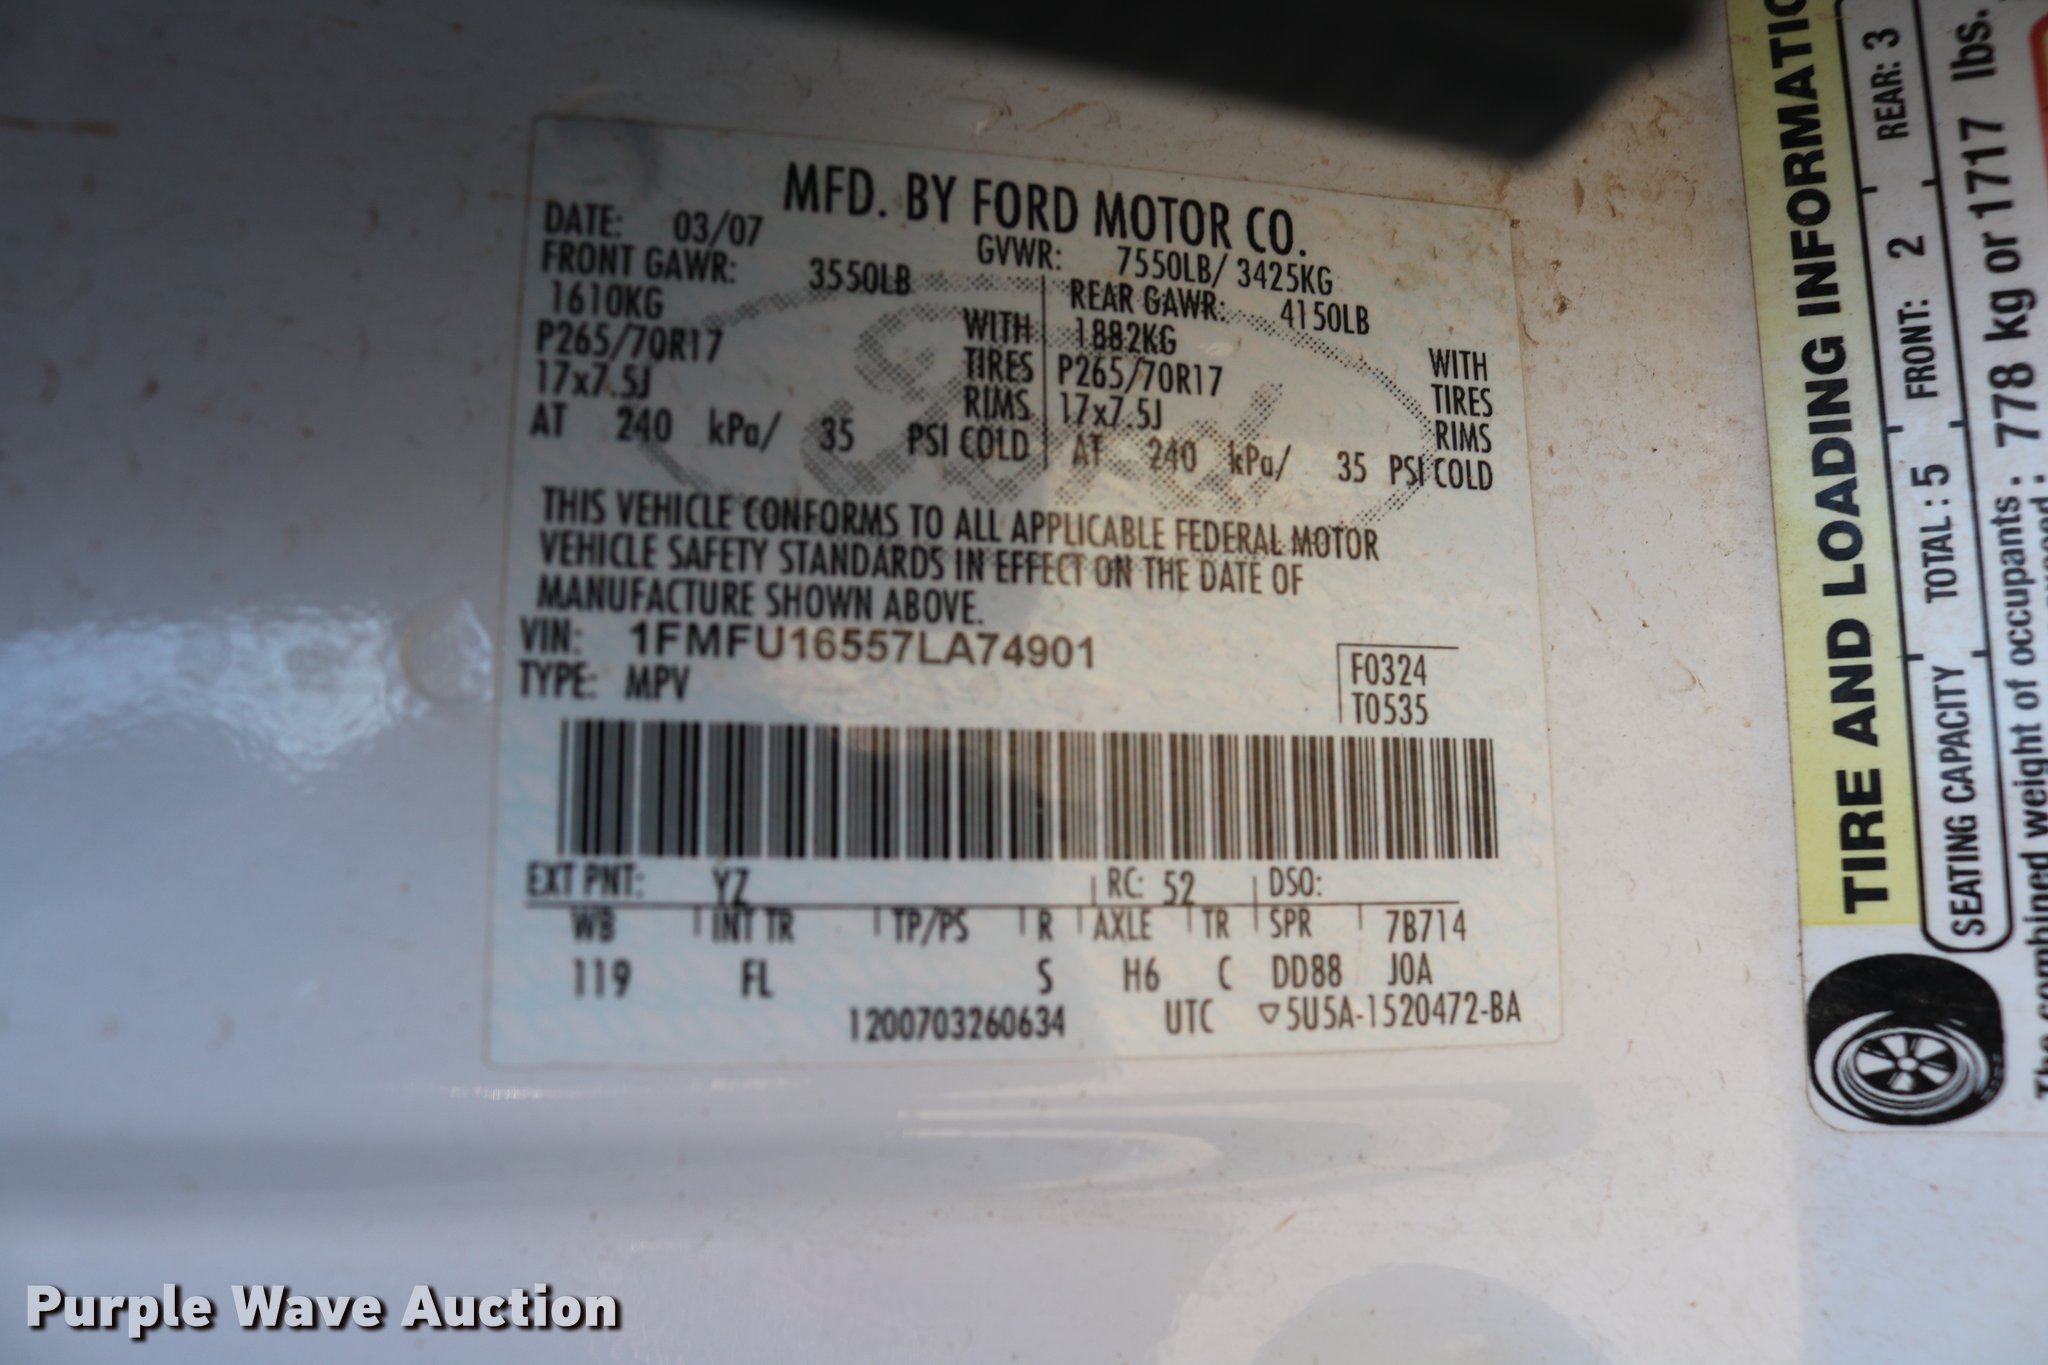 MFD. BY FORD MOTOR CO.
DATE: 03/07 GVWR: 7550LB/ 3425KG
FRONT GAWR: 3550LB REAR GAWR: 4150LB
1610KG WITH 1882KG WITH
P265/70R17 TIRES P265/70R17 TIRES
17x7.5J RIMS 17x7.5J RIMS
AT 240 kPa/ 35 PSI COLD AT 240 kPa/ 35 PSI COLD
Ford
THIS VEHICLE CONFORMS TO ALL APPLICABLE FEDERAL MOTOR
VEHICLE SAFETY STANDARDS IN EFFECT ON THE DATE OF
MANUFACTURE SHOWN ABOVE.
VIN: 1FMFU16557LA74901
TYPE: MPV
F0324
T0535
EXT PNT: YZ RC: 52 DSO:
WB INT TR TP/PS R AXLE TR SPR 7B714
119 FL S H6 C DD88 J0A
1200703260634 UTC ▽5U5A-1520472-BA
TIRE AND LOADING INFORMATIO
SEATING CAPACITY TOTAL: 5 FRONT: 2 REAR: 3
The combined weight of occupants: 778 kg or 1717 lbs.
Purple Wave Auction